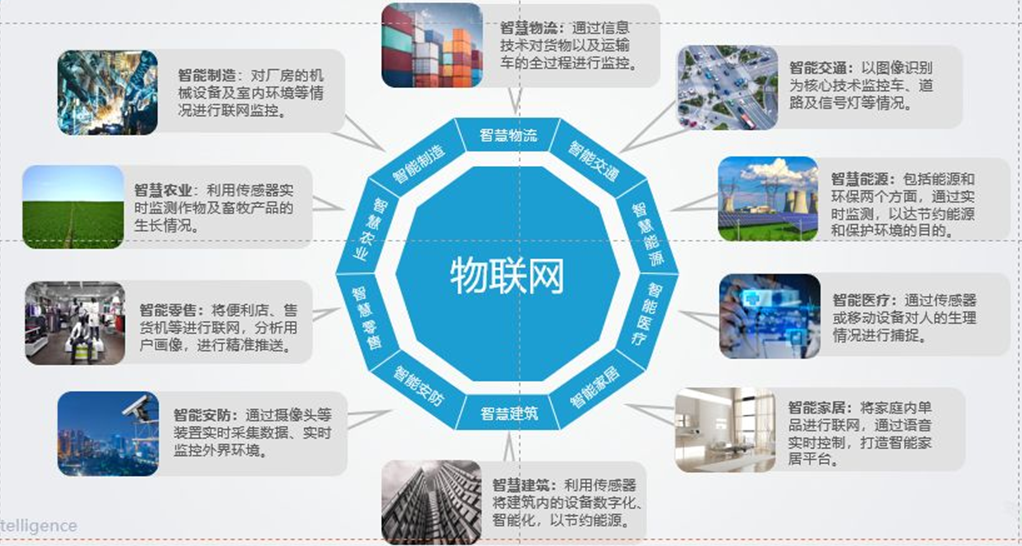 智慧物流：通过信息
技术对货物以及运输
车的全过程进行监控。
智能制造：对厂房的机
械设备及室内环境等情
况进行联网监控。
智能交通：以图像识别
为核心技术监控车、道
路及信号灯等情况。
智慧农业：利用传感器实
时监测作物及畜牧产品的
生长情况。
智慧能源：包括能源和
环保两个方面，通过实
时监测，以达节约能源
和保护环境的目的。
智能零售：将便利店、售
货机等进行联网，分析用
户画像，进行精准推送。
智能医疗：通过传感器
或移动设备对人的生理
情况进行捕捉。
智能安防：通过摄像头等
装置实时采集数据、实时
监控外界环境。
智能家居：将家庭内单
品进行联网，通过语音
实时控制，打造智能家
居平台。
智慧建筑：利用传感器
将建筑内的设备数字化、
智能化，以节约能源。
智慧物流
智能交通
智慧能源
智能医疗
智能家居
智慧建筑
智能安防
智慧零售
智慧农业
智能制造
物联网
telligence